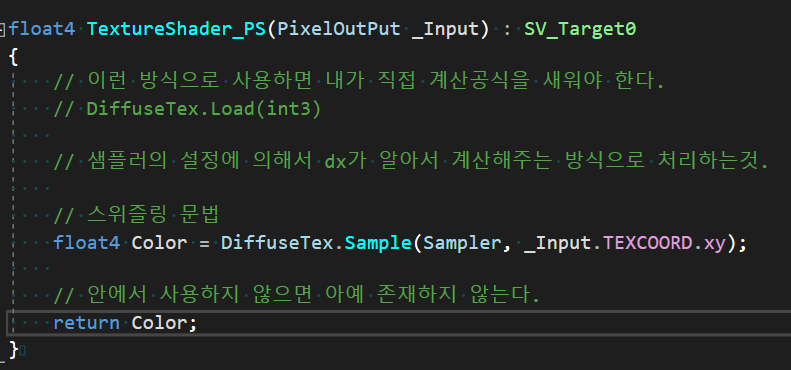 float4 TextureShader_PS(PixelOutPut _Input) : SV_Target0
{
// 이런 방식으로 사용하면 내가 직접 계산공식을 새워야 한다.
// DiffuseTex.Load(int3)
// 샘플러의 설정에 의해서 dx가 알아서 계산해주는 방식으로 처리하는것.
// 스위즐링 문법
float4 Color = DiffuseTex.Sample(Sampler, _Input.TEXCOORD.xy);
// 안에서 사용하지 않으면 아예 존재하지 않는다.
return Color;
}